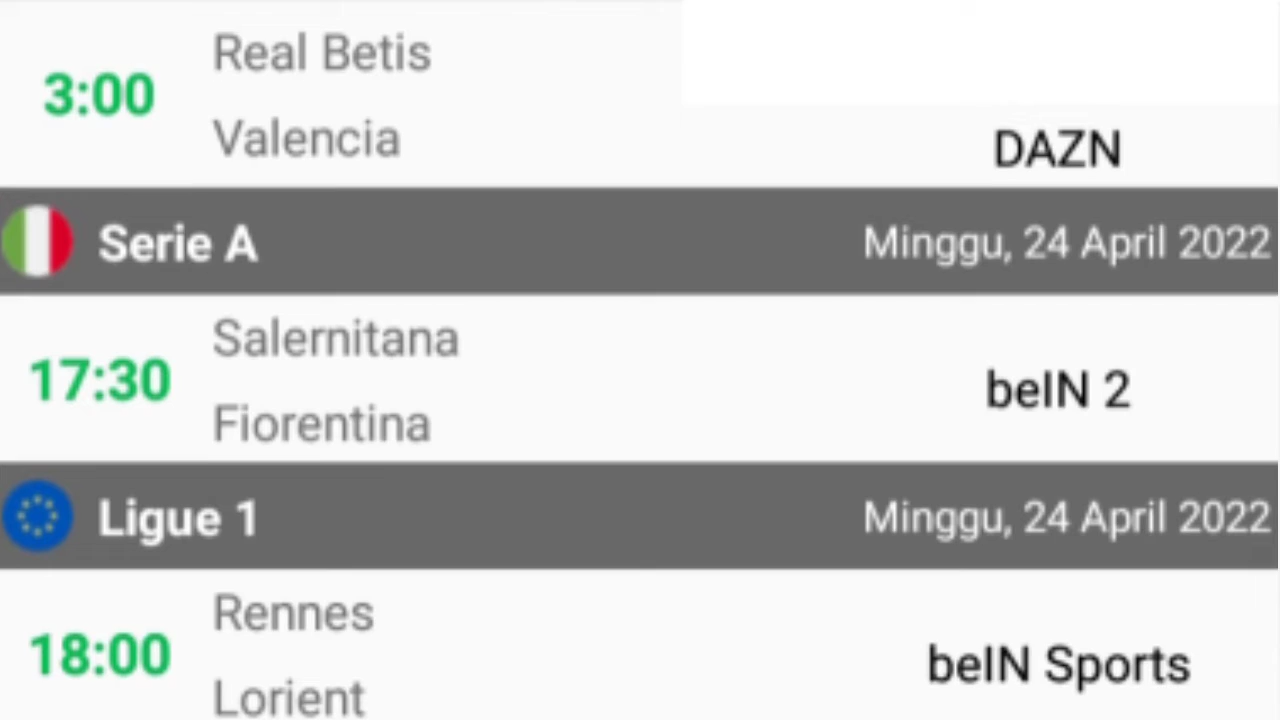 Real Betis
3:00
Valencia
DAZN
Serie A Minggu, 24 April 2022
Salernitana
17:30 beIN 2
Fiorentina
Ligue 1 Minggu, 24 April 2022
Rennes
18:00 beIN Sports
Lorient